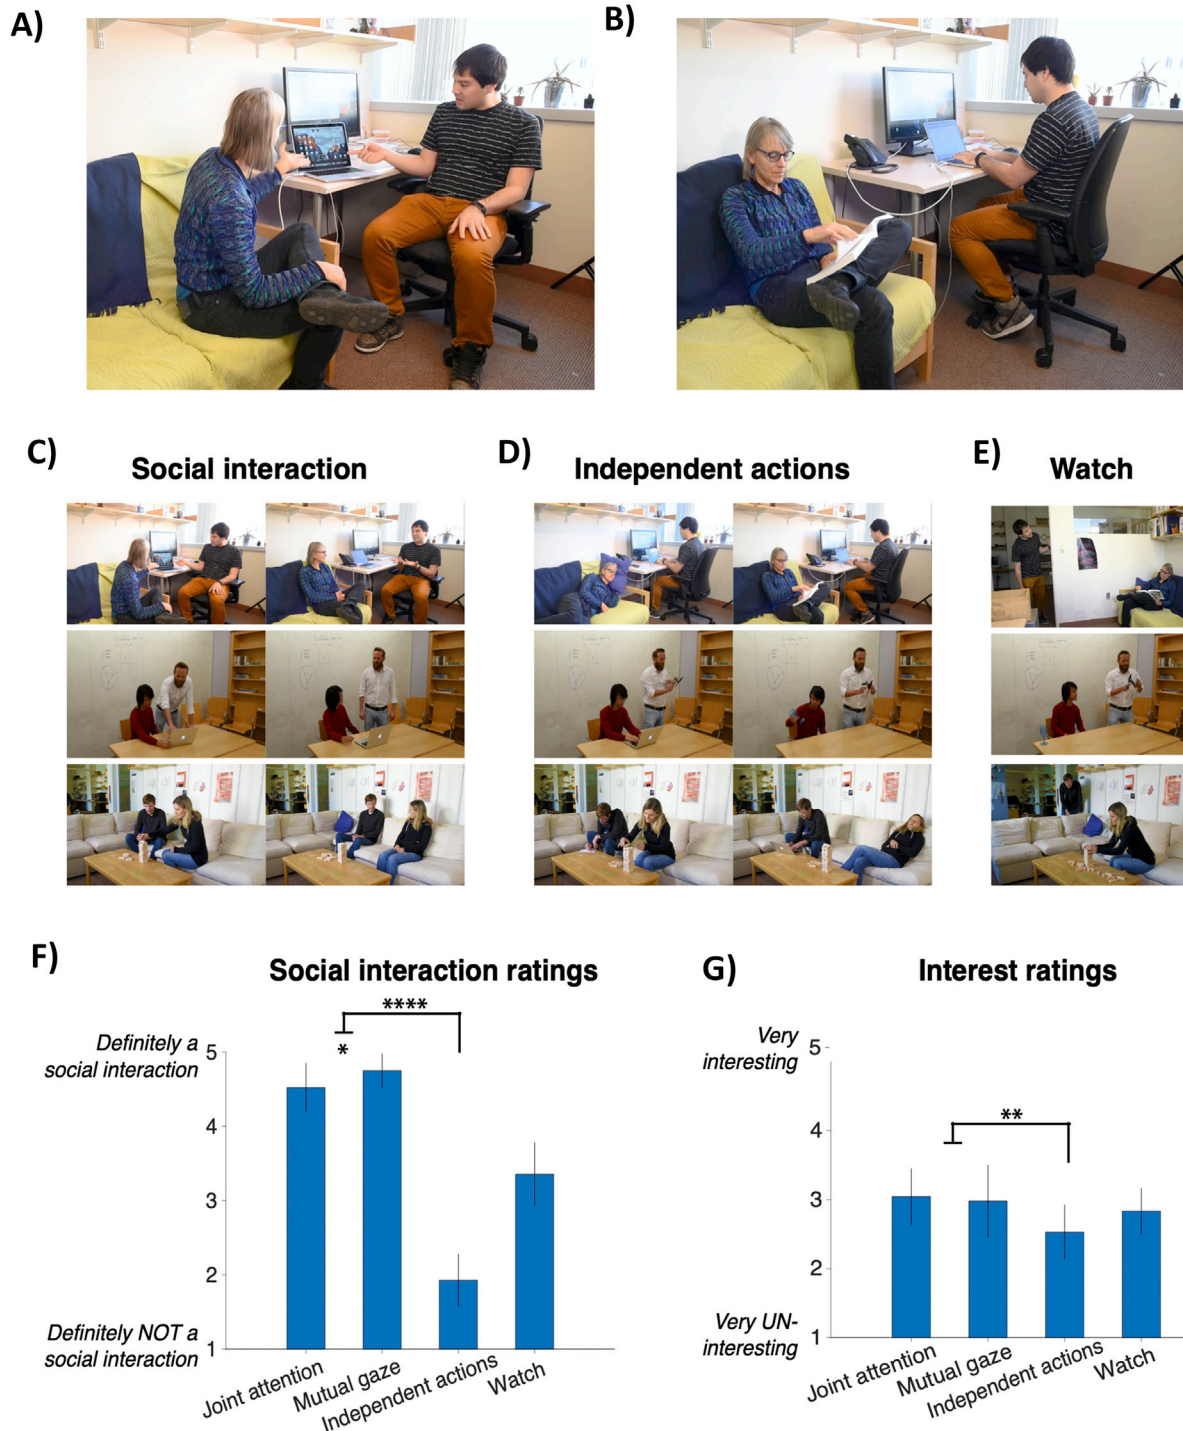 A)
B)
C)
Social interaction
D)
Independent actions
E)
Watch
F)
Social interaction ratings
****
*
Definitely a
social interaction
5
4
3
2
Definitely NOT a
social interaction
1
Joint attention
Mutual gaze
Independent actions
Watch
G)
Interest ratings
Very
interesting
5
4
**
3
2
Very UN-
interesting
1
Joint attention
Mutual gaze
Independent actions
Watch